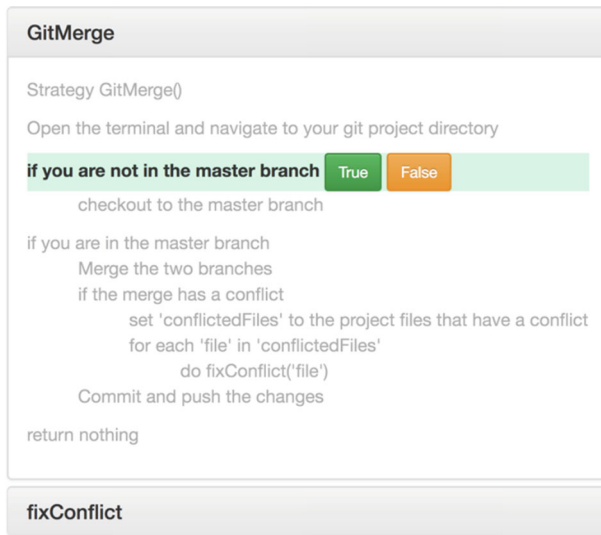 GitMerge
Strategy GitMerge()
Open the terminal and navigate to your git project directory
if you are not in the master branch True False
checkout to the master branch
if you are in the master branch
Merge the two branches
if the merge has a conflict
set 'conflictedFiles' to the project files that have a conflict
for each 'file' in 'conflictedFiles'
do fixConflict('file')
Commit and push the changes
return nothing
fixConflict